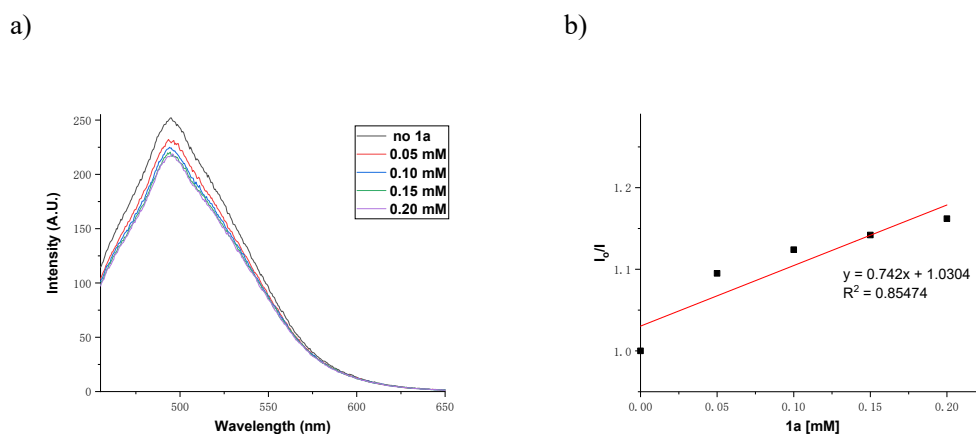 a)
b)
Intensity (A.U.)
250
200
150
100
50
0
500
550
600
650
Wavelength (nm)
no 1a
0.05 mM
0.10 mM
0.15 mM
0.20 mM
I₀/I
1.2
1.1
1.0
0.00
0.05
0.10
0.15
0.20
1a [mM]
y = 0.742x + 1.0304
R² = 0.85474